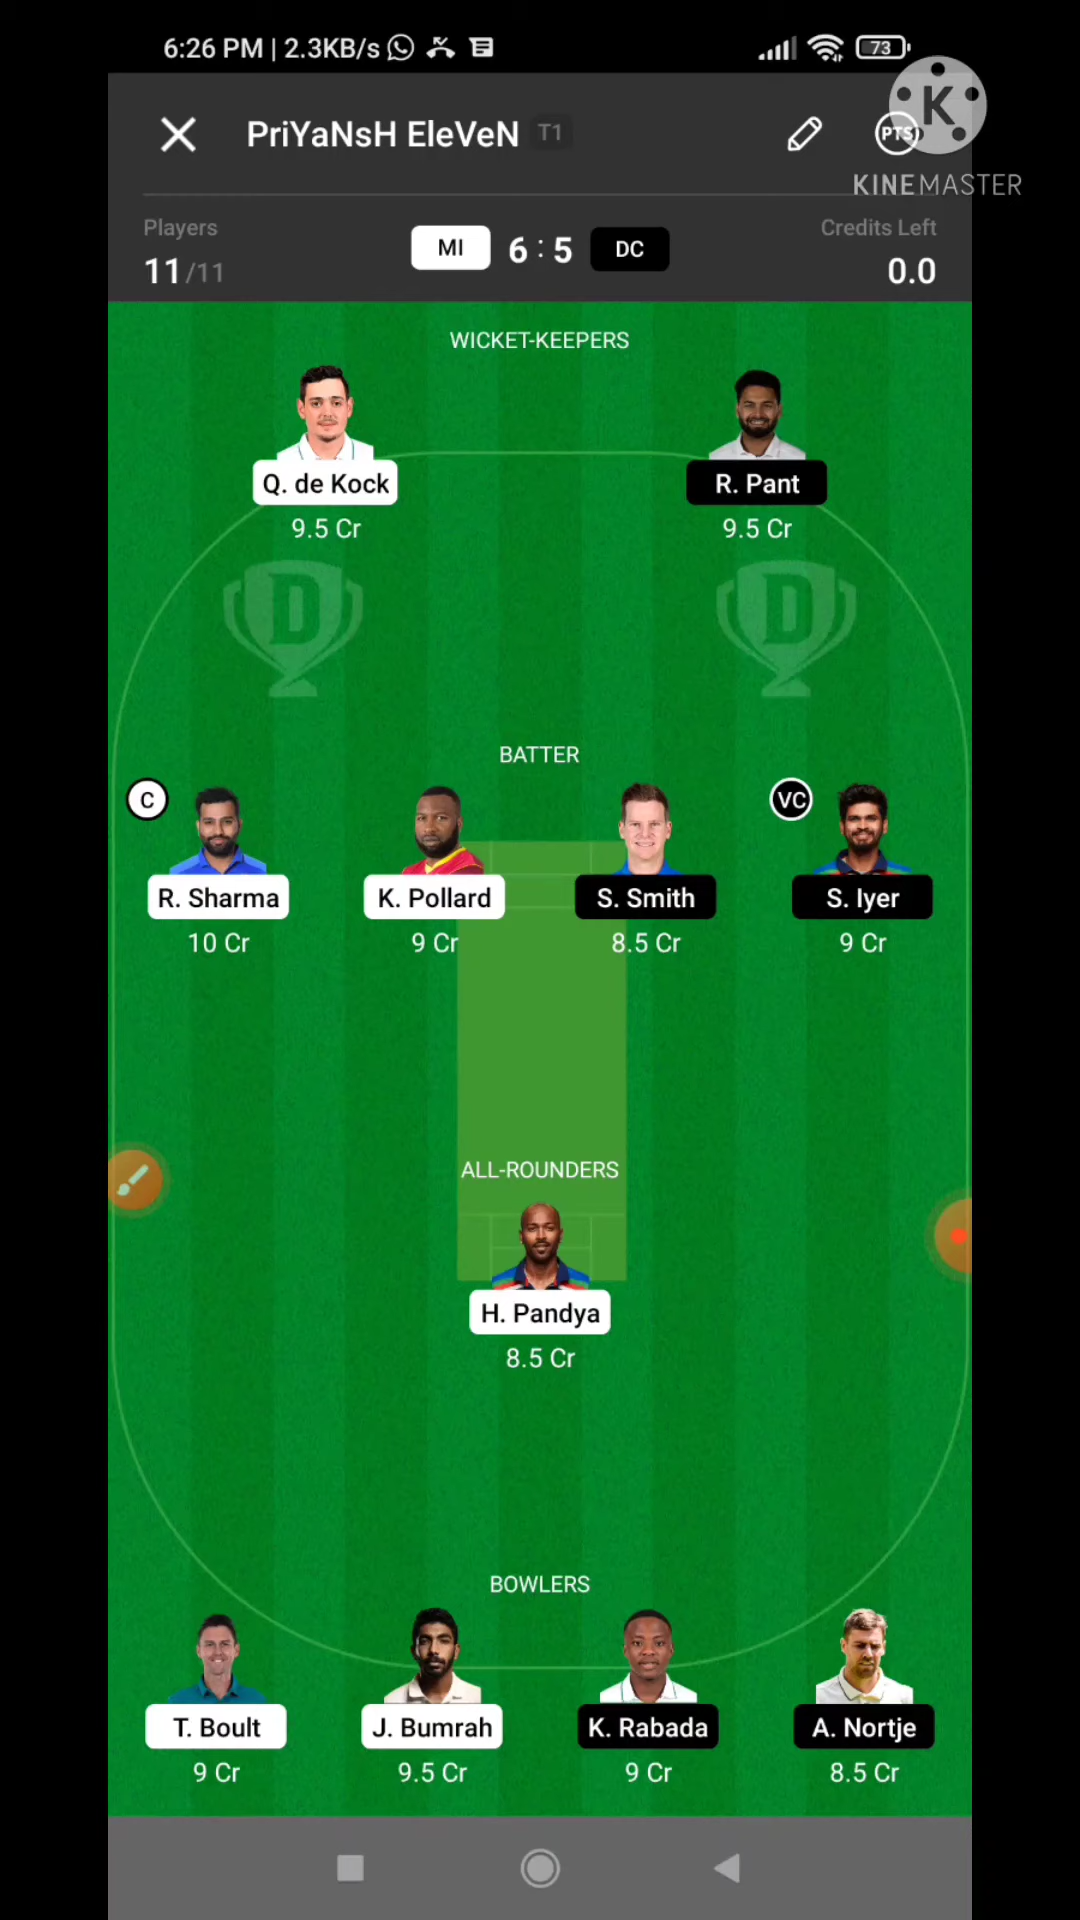 6:26 PM | 2.3KB/s
73
PriYaNsH EleVeN T1
PTS
K
KINEMASTER
Players
11/11
MI 6 : 5 DC
Credits Left
0.0
WICKET-KEEPERS
Q. de Kock
9.5 Cr
R. Pant
9.5 Cr
D
D
BATTER
C
R. Sharma
10 Cr
K. Pollard
9 Cr
S. Smith
8.5 Cr
VC
S. Iyer
9 Cr
ALL-ROUNDERS
H. Pandya
8.5 Cr
BOWLERS
T. Boult
9 Cr
J. Bumrah
9.5 Cr
K. Rabada
9 Cr
A. Nortje
8.5 Cr